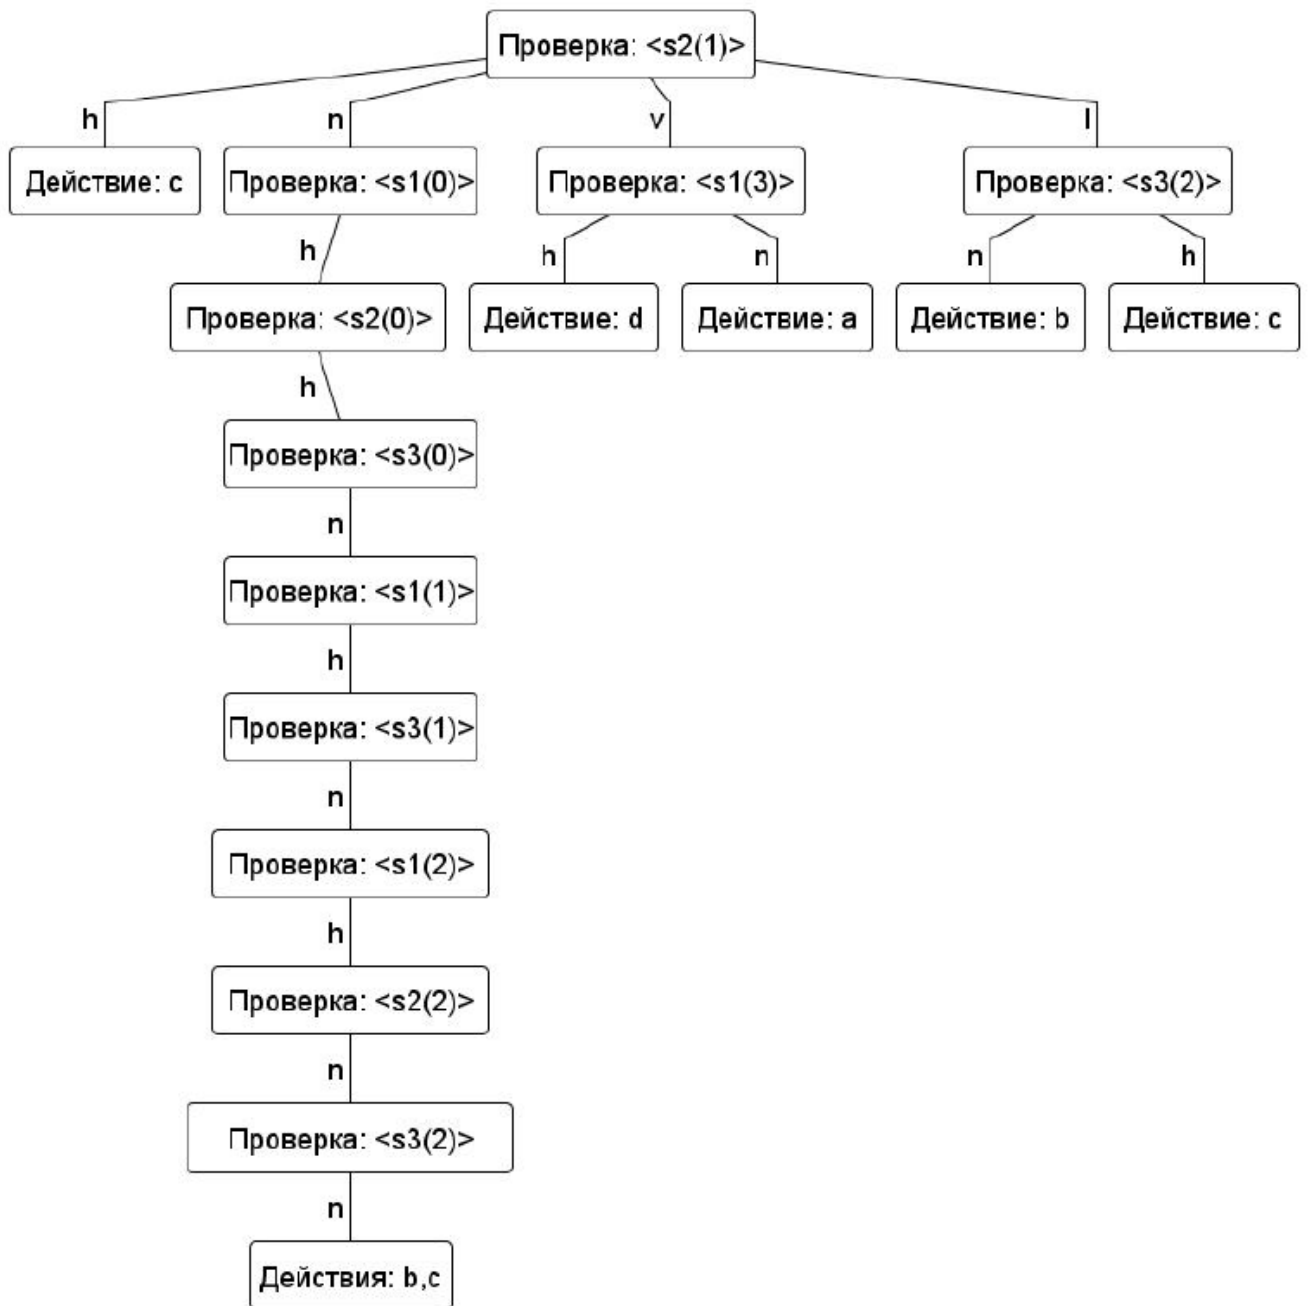 Проверка: <s2(1)>
h n v l
Действие: c Проверка: <s1(0)> Проверка: <s1(3)> Проверка: <s3(2)>
h h n n h
Проверка: <s2(0)> Действие: d Действие: a Действие: b Действие: c
h
Проверка: <s3(0)>
n
Проверка: <s1(1)>
h
Проверка: <s3(1)>
n
Проверка: <s1(2)>
h
Проверка: <s2(2)>
n
Проверка: <s3(2)>
n
Действия: b,c